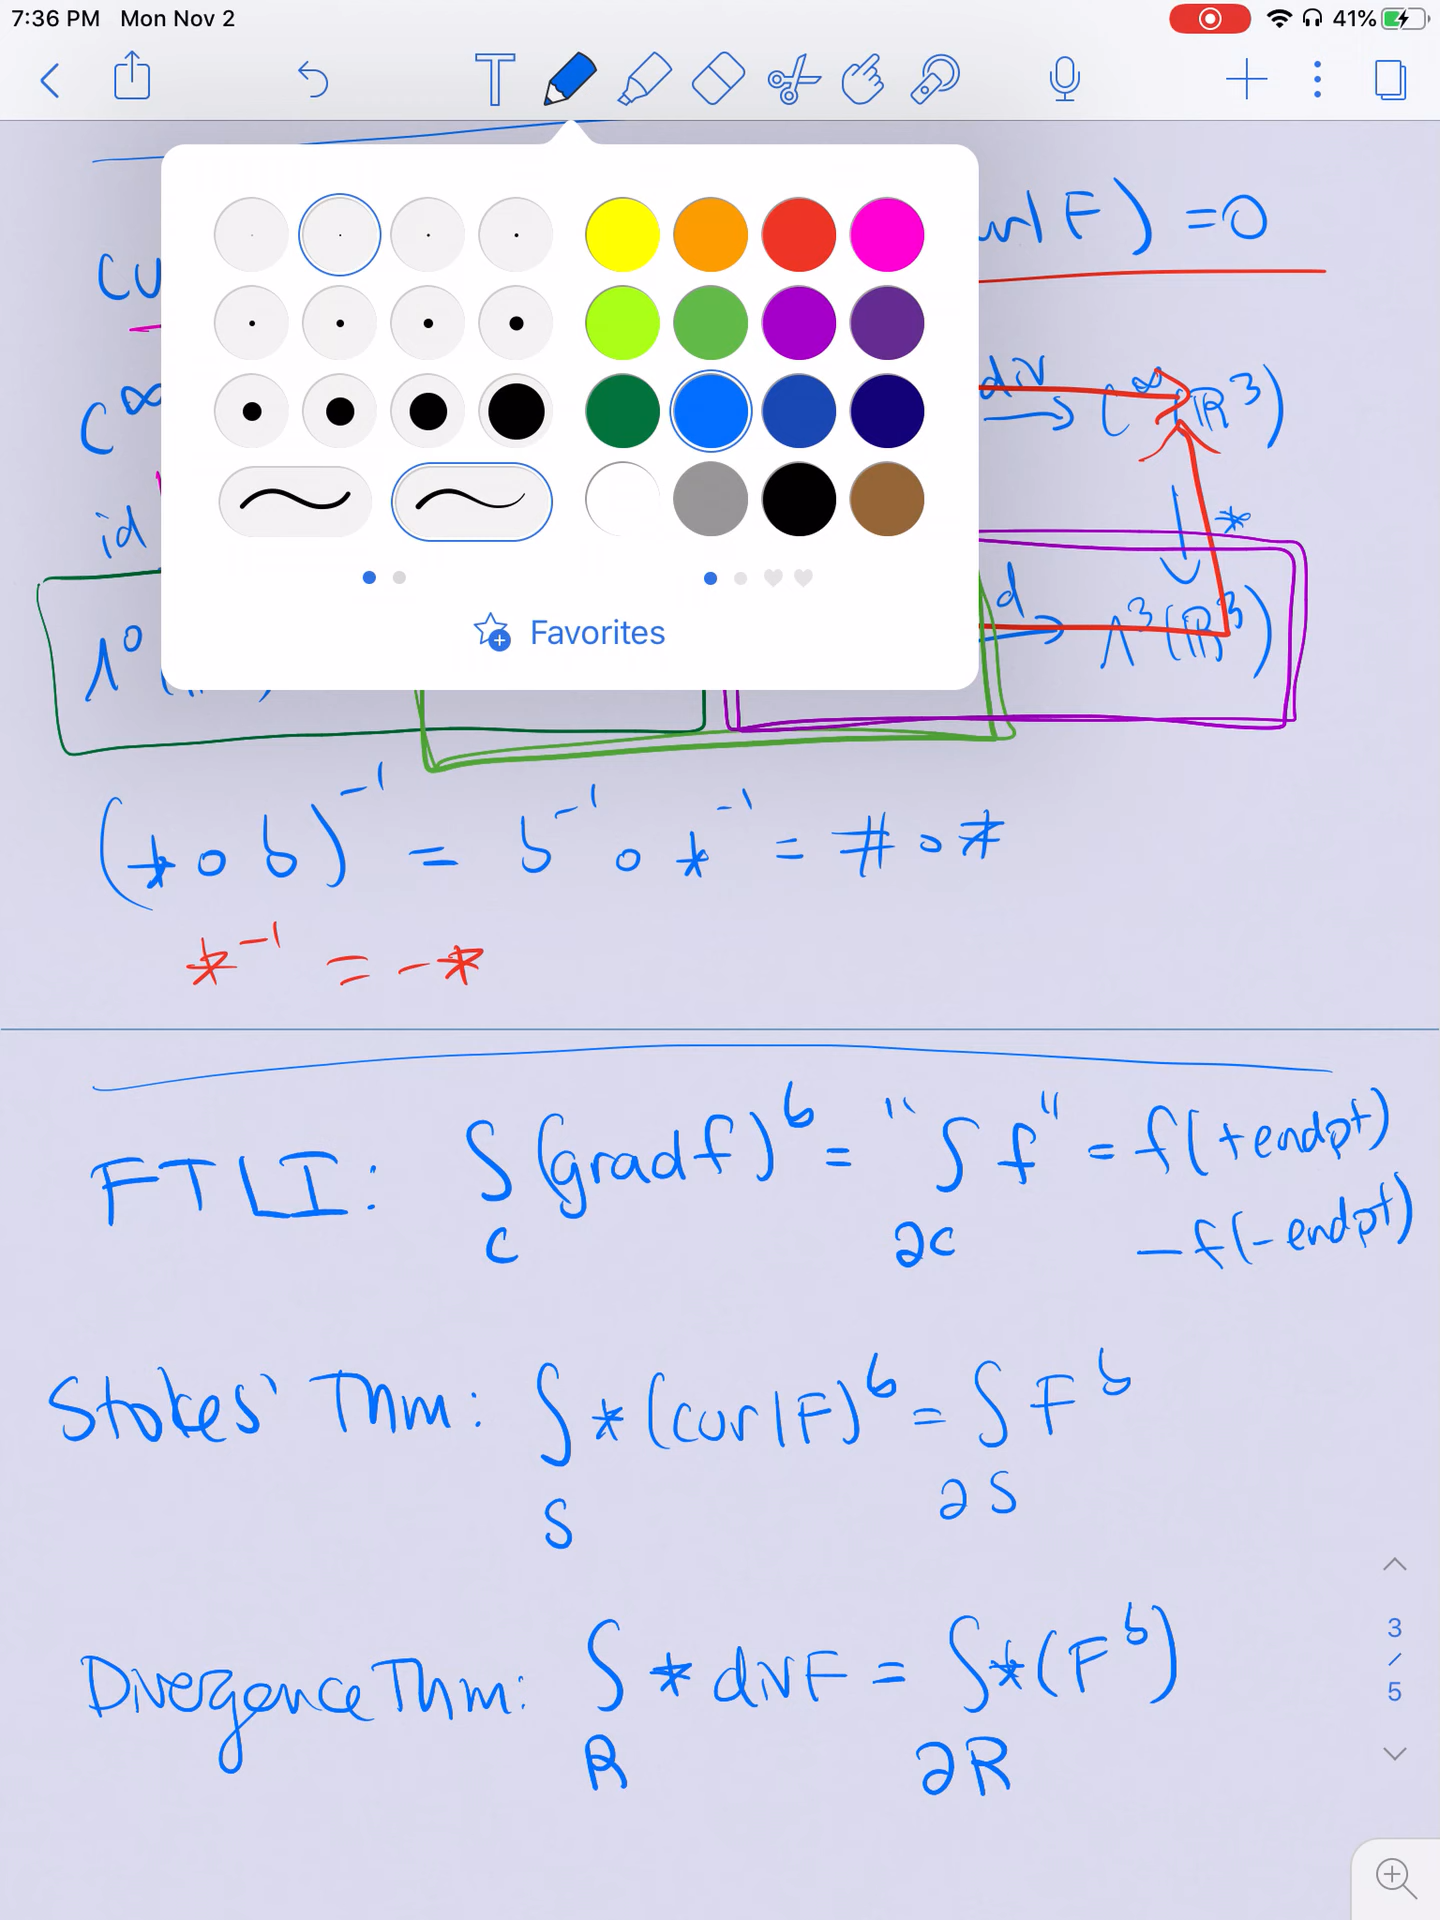 7:36 PM Mon Nov 2 41%
T
url F) = 0
cu
C^∞ div → C^∞(ℝ^3)
id *
Λ^0 d → Λ^3(ℝ^3)
Favorites
(* ∘ b)^-1 = b^-1 ∘ *^-1 = # ∘ *
*^-1 = -*
FTLI: ∫_C (grad f)^b = "∫_∂C f" = f(+endpt)
- f(-endpt)
Stokes' Thm: ∫_S *(curl F)^b = ∫_∂S F^b
Divergence Thm: ∫_R * div F = ∫_∂R *(F^b)
3
/
5